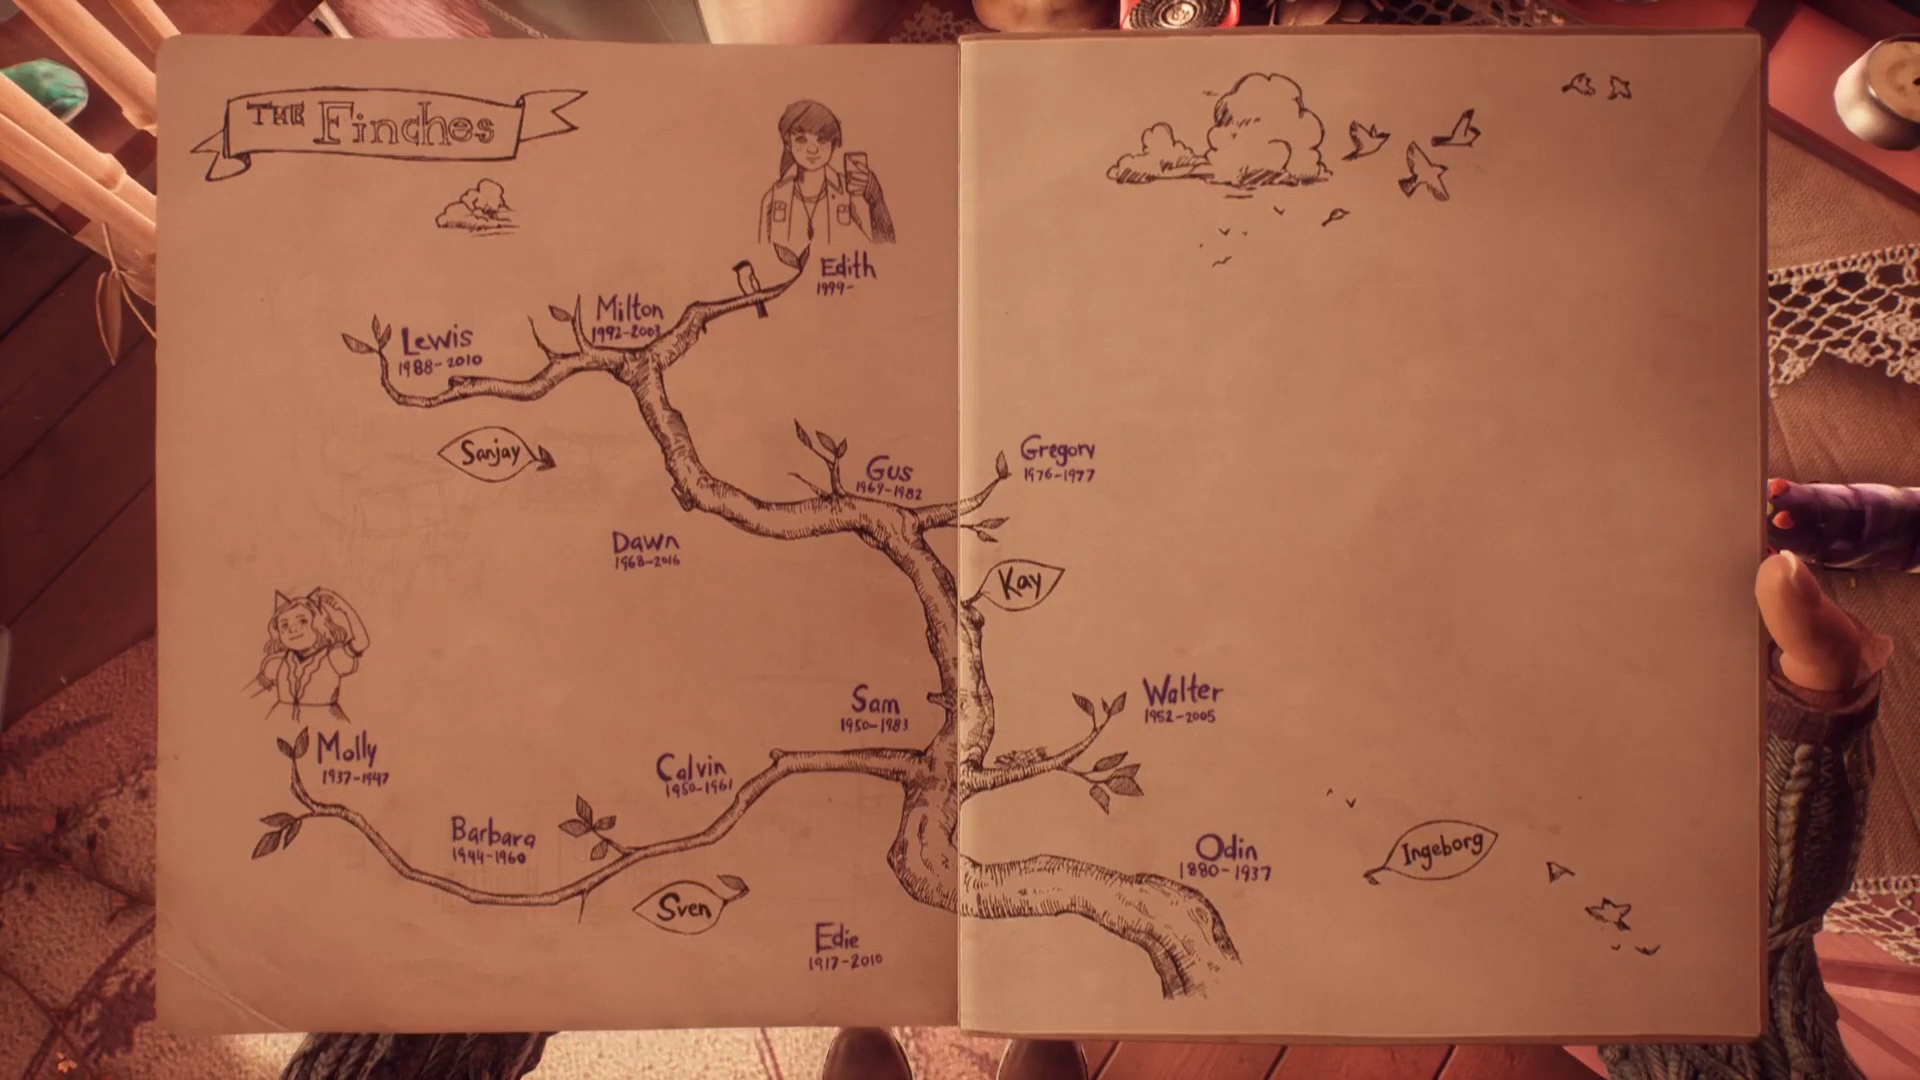 THE Finches
Edith
1999-
Milton
1992-2003
Lewis
1988-2010
Sanjay
Gus
1969-1982
Gregory
1976-1977
Dawn
1968-2016
Kay
Sam
1950-1983
Walter
1952-2005
Molly
1937-1947
Calvin
1950-1961
Barbara
1944-1960
Odin
1880-1937
Ingeborg
Sven
Edie
1917-2010